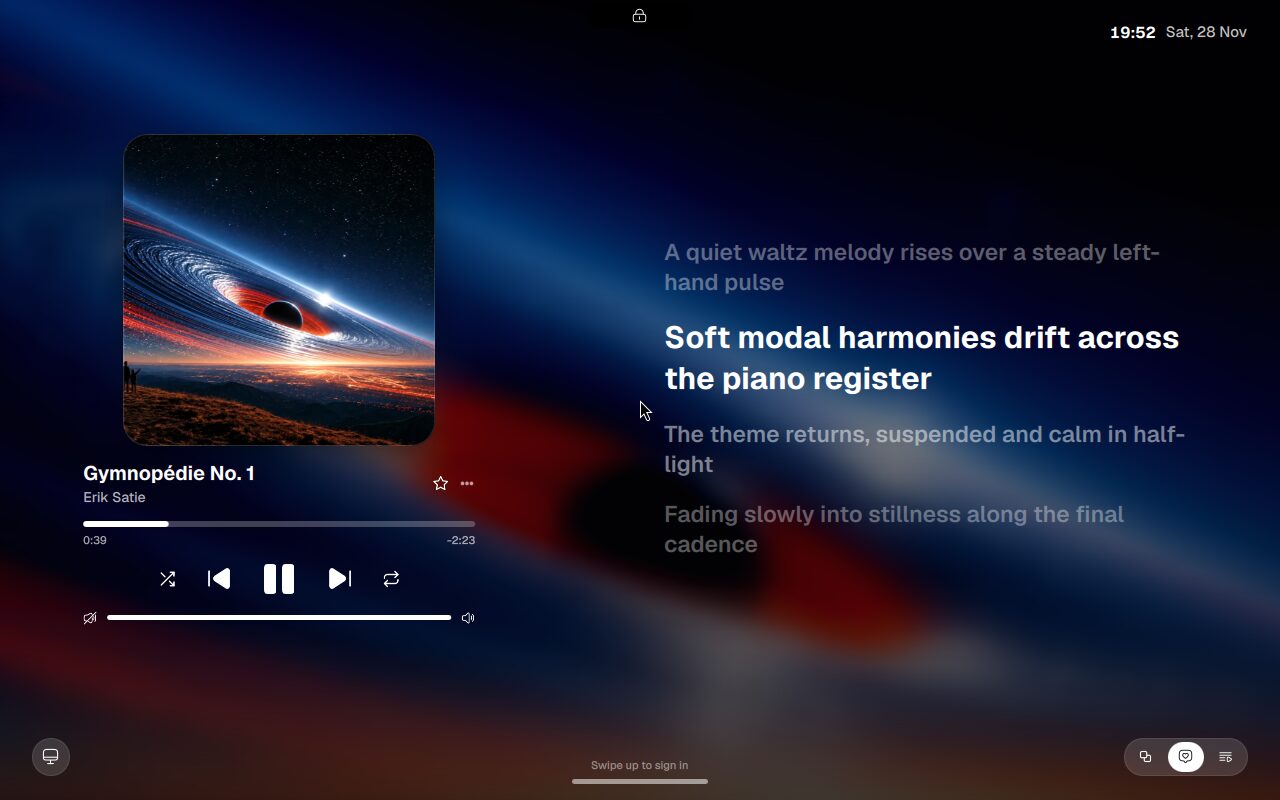 19:52 Sat, 28 Nov
A quiet waltz melody rises over a steady left-
hand pulse
Soft modal harmonies drift across
the piano register
The theme returns, suspended and calm in half-
light
Fading slowly into stillness along the final
cadence
Gymnopédie No. 1
Erik Satie
0:39
-2:23
Swipe up to sign in